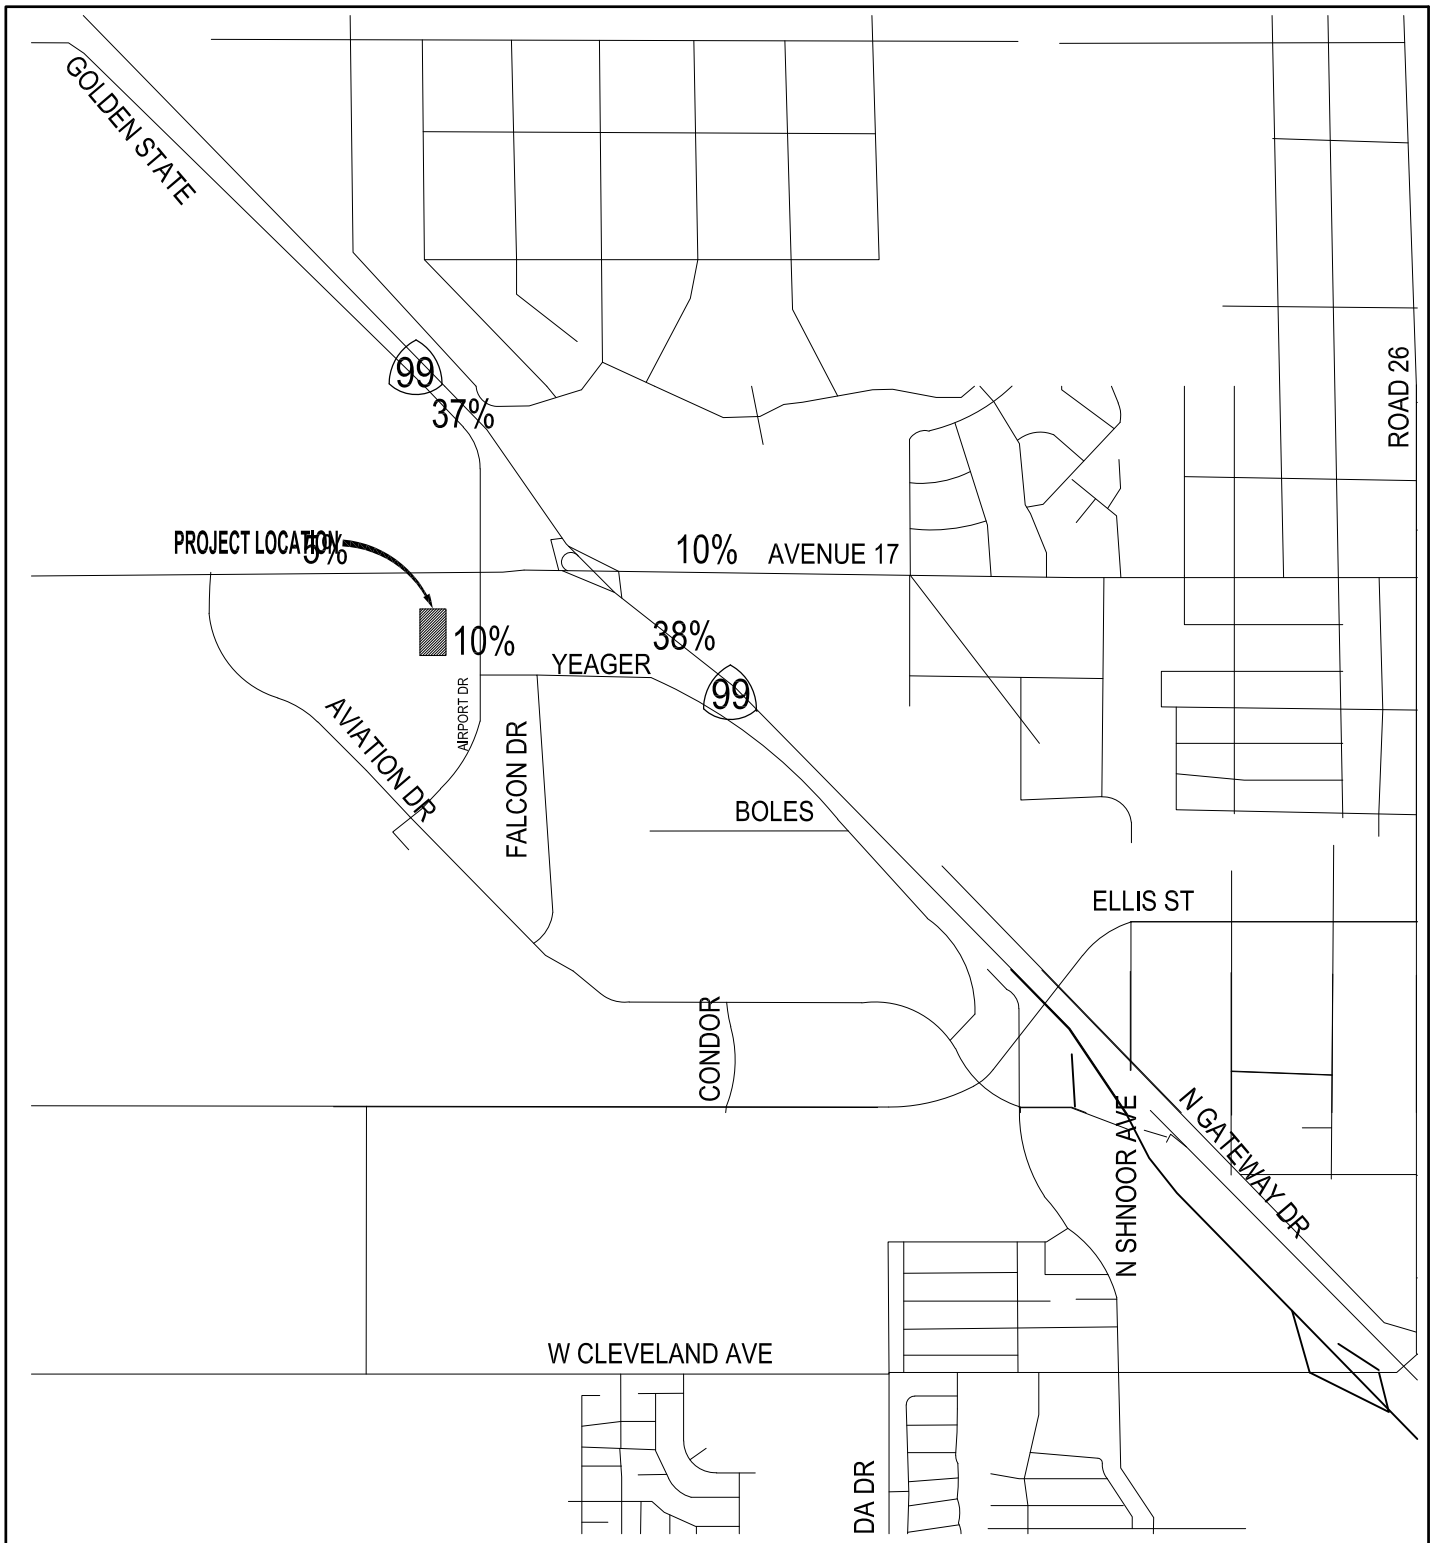 GOLDEN STATE
99
37%
ROAD 26
PROJECT LOCATION
5%
10%
AVENUE 17
10%
38%
YEAGER
99
AIRPORT DR
AVIATION DR
FALCON DR
BOLES
ELLIS ST
CONDOR
N SHNOOR AVE
N GATEWAY DR
W CLEVELAND AVE
DA DR